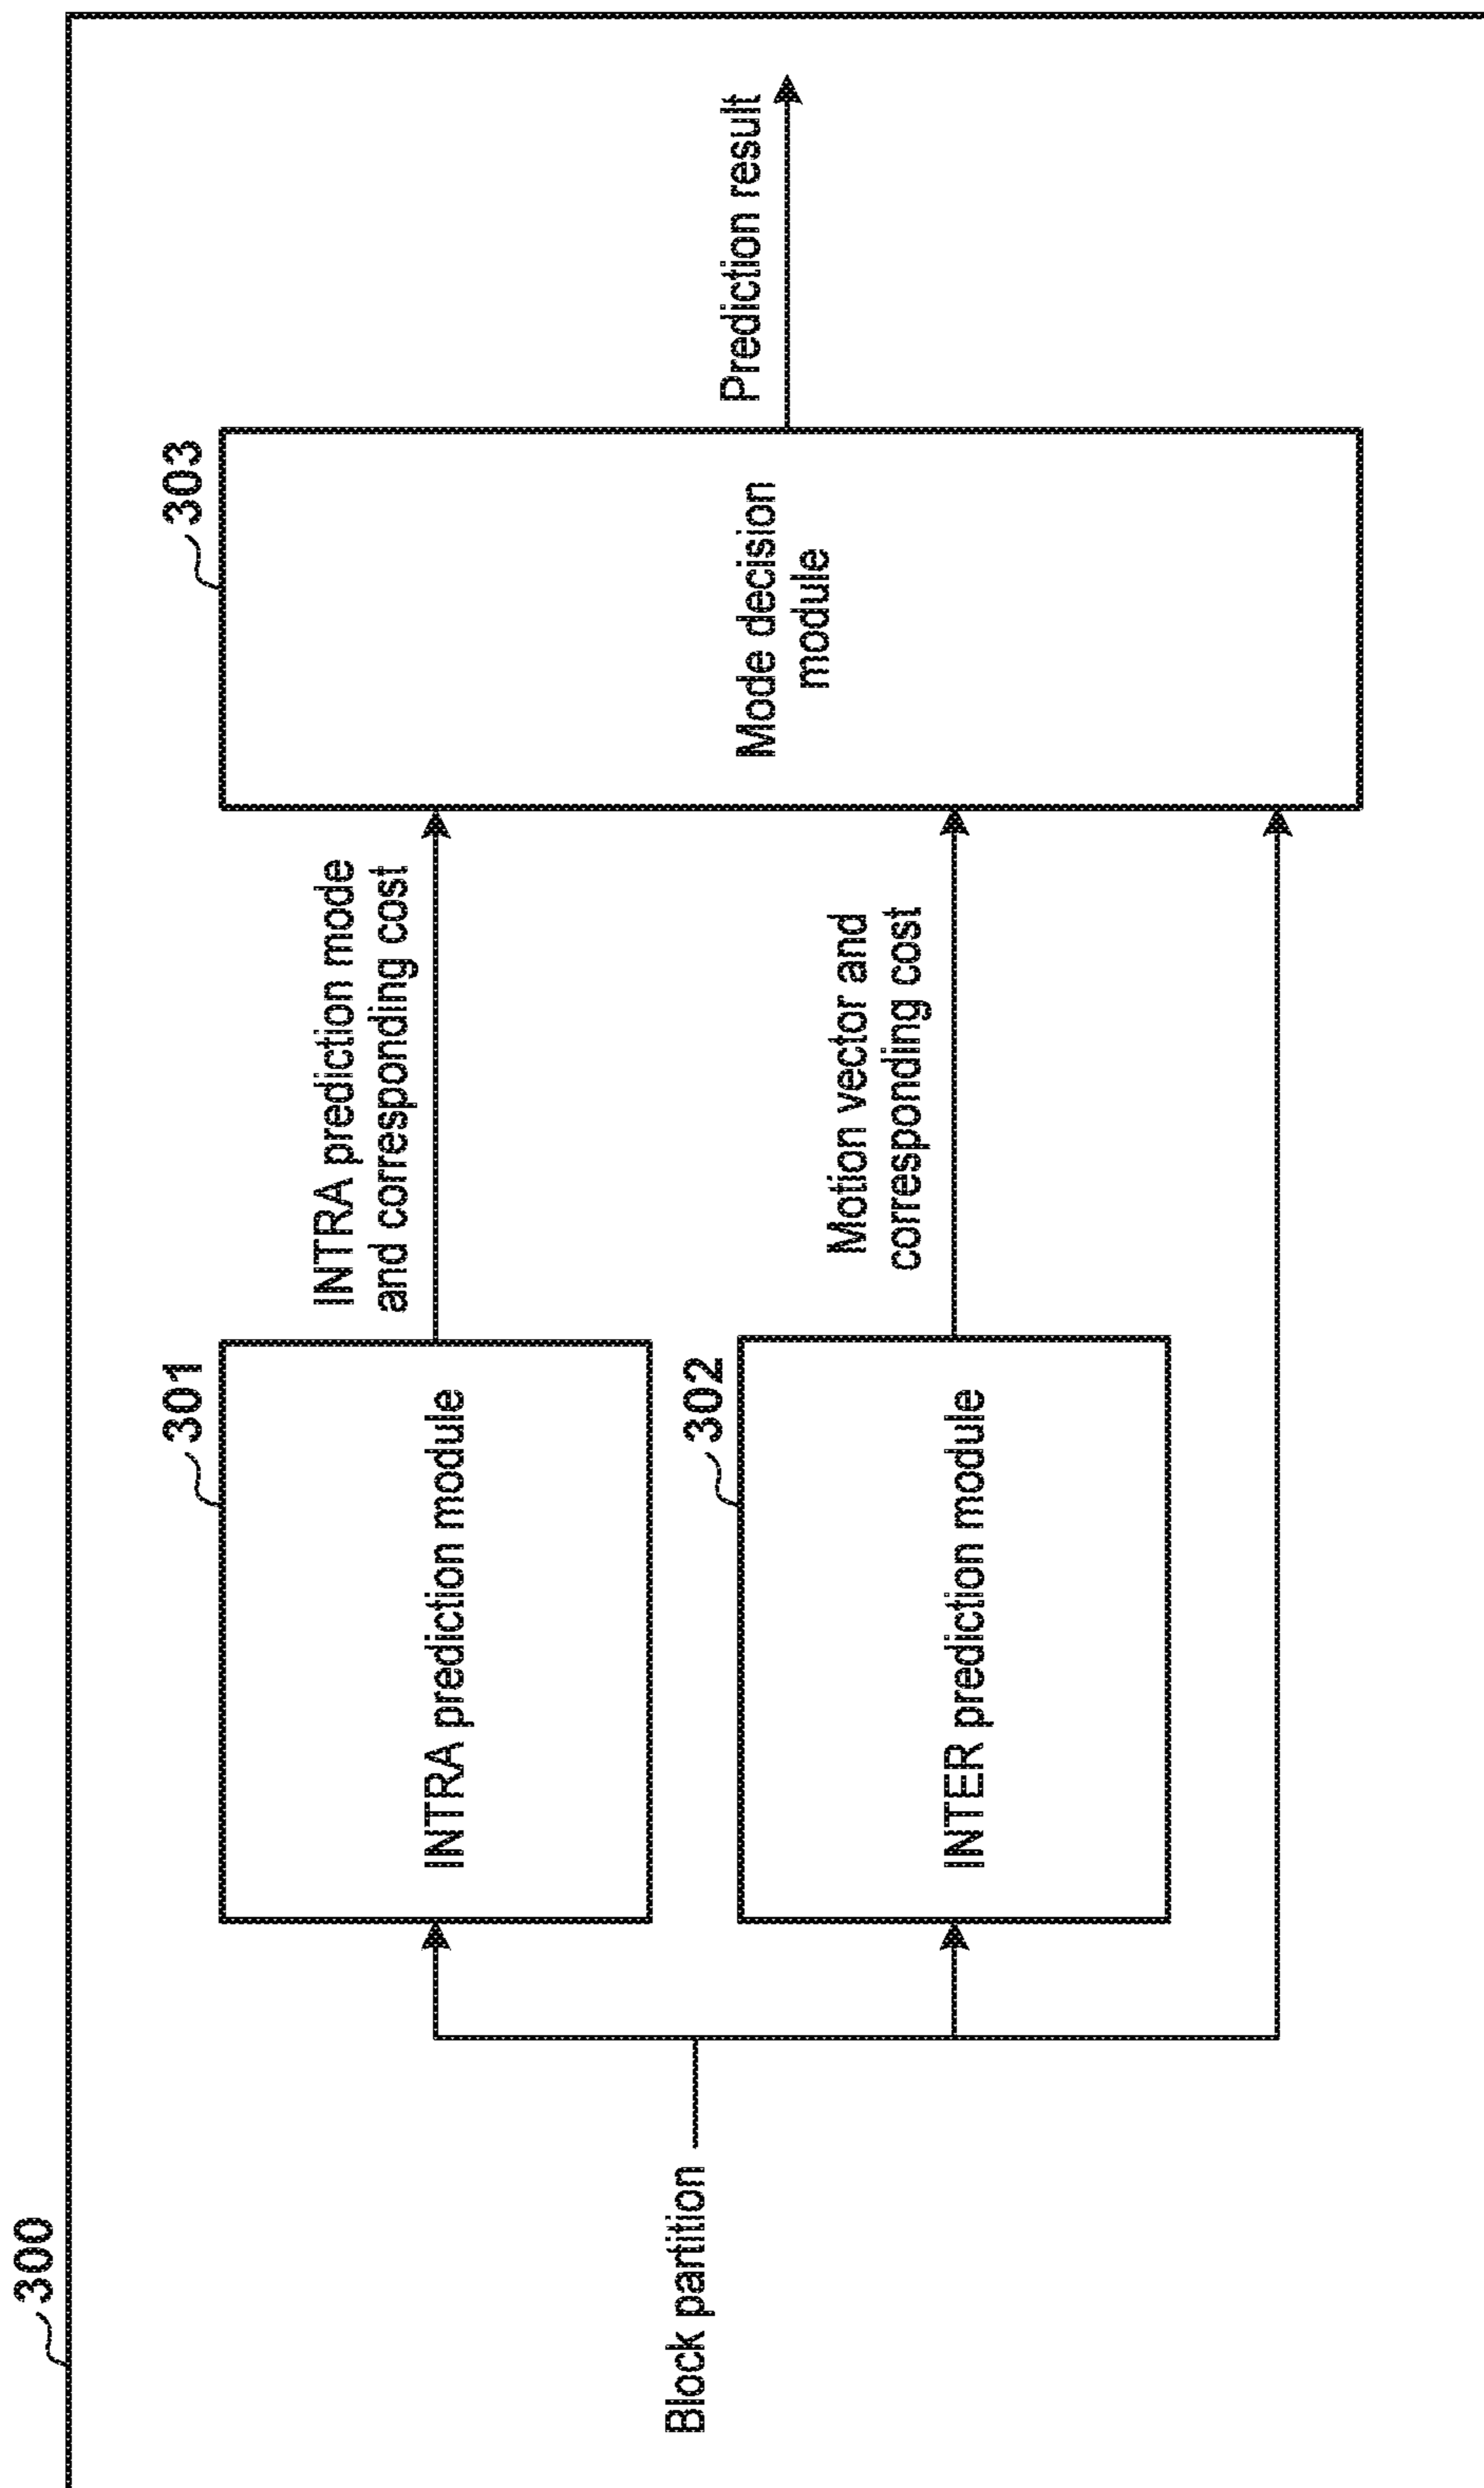 300
301
INTRA prediction module
INTRA prediction mode
and corresponding cost
303
Mode decision
module
Prediction result
Block partition
302
INTER prediction module
Motion vector and
corresponding cost